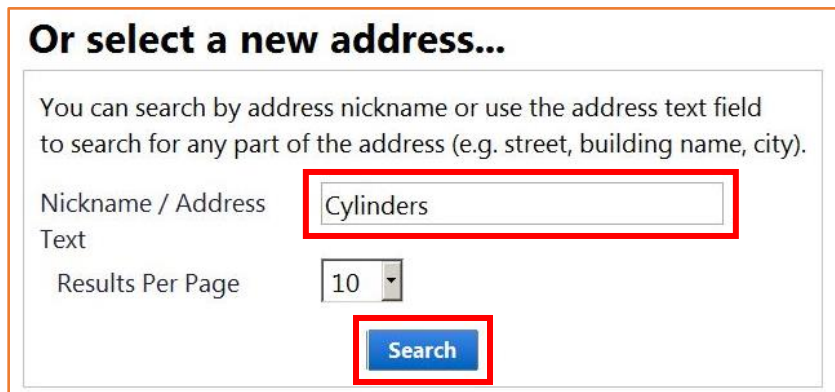 Or select a new address...
You can search by address nickname or use the address text field
to search for any part of the address (e.g. street, building name, city).
Nickname / Address
Text
Cylinders
Results Per Page
10
Search